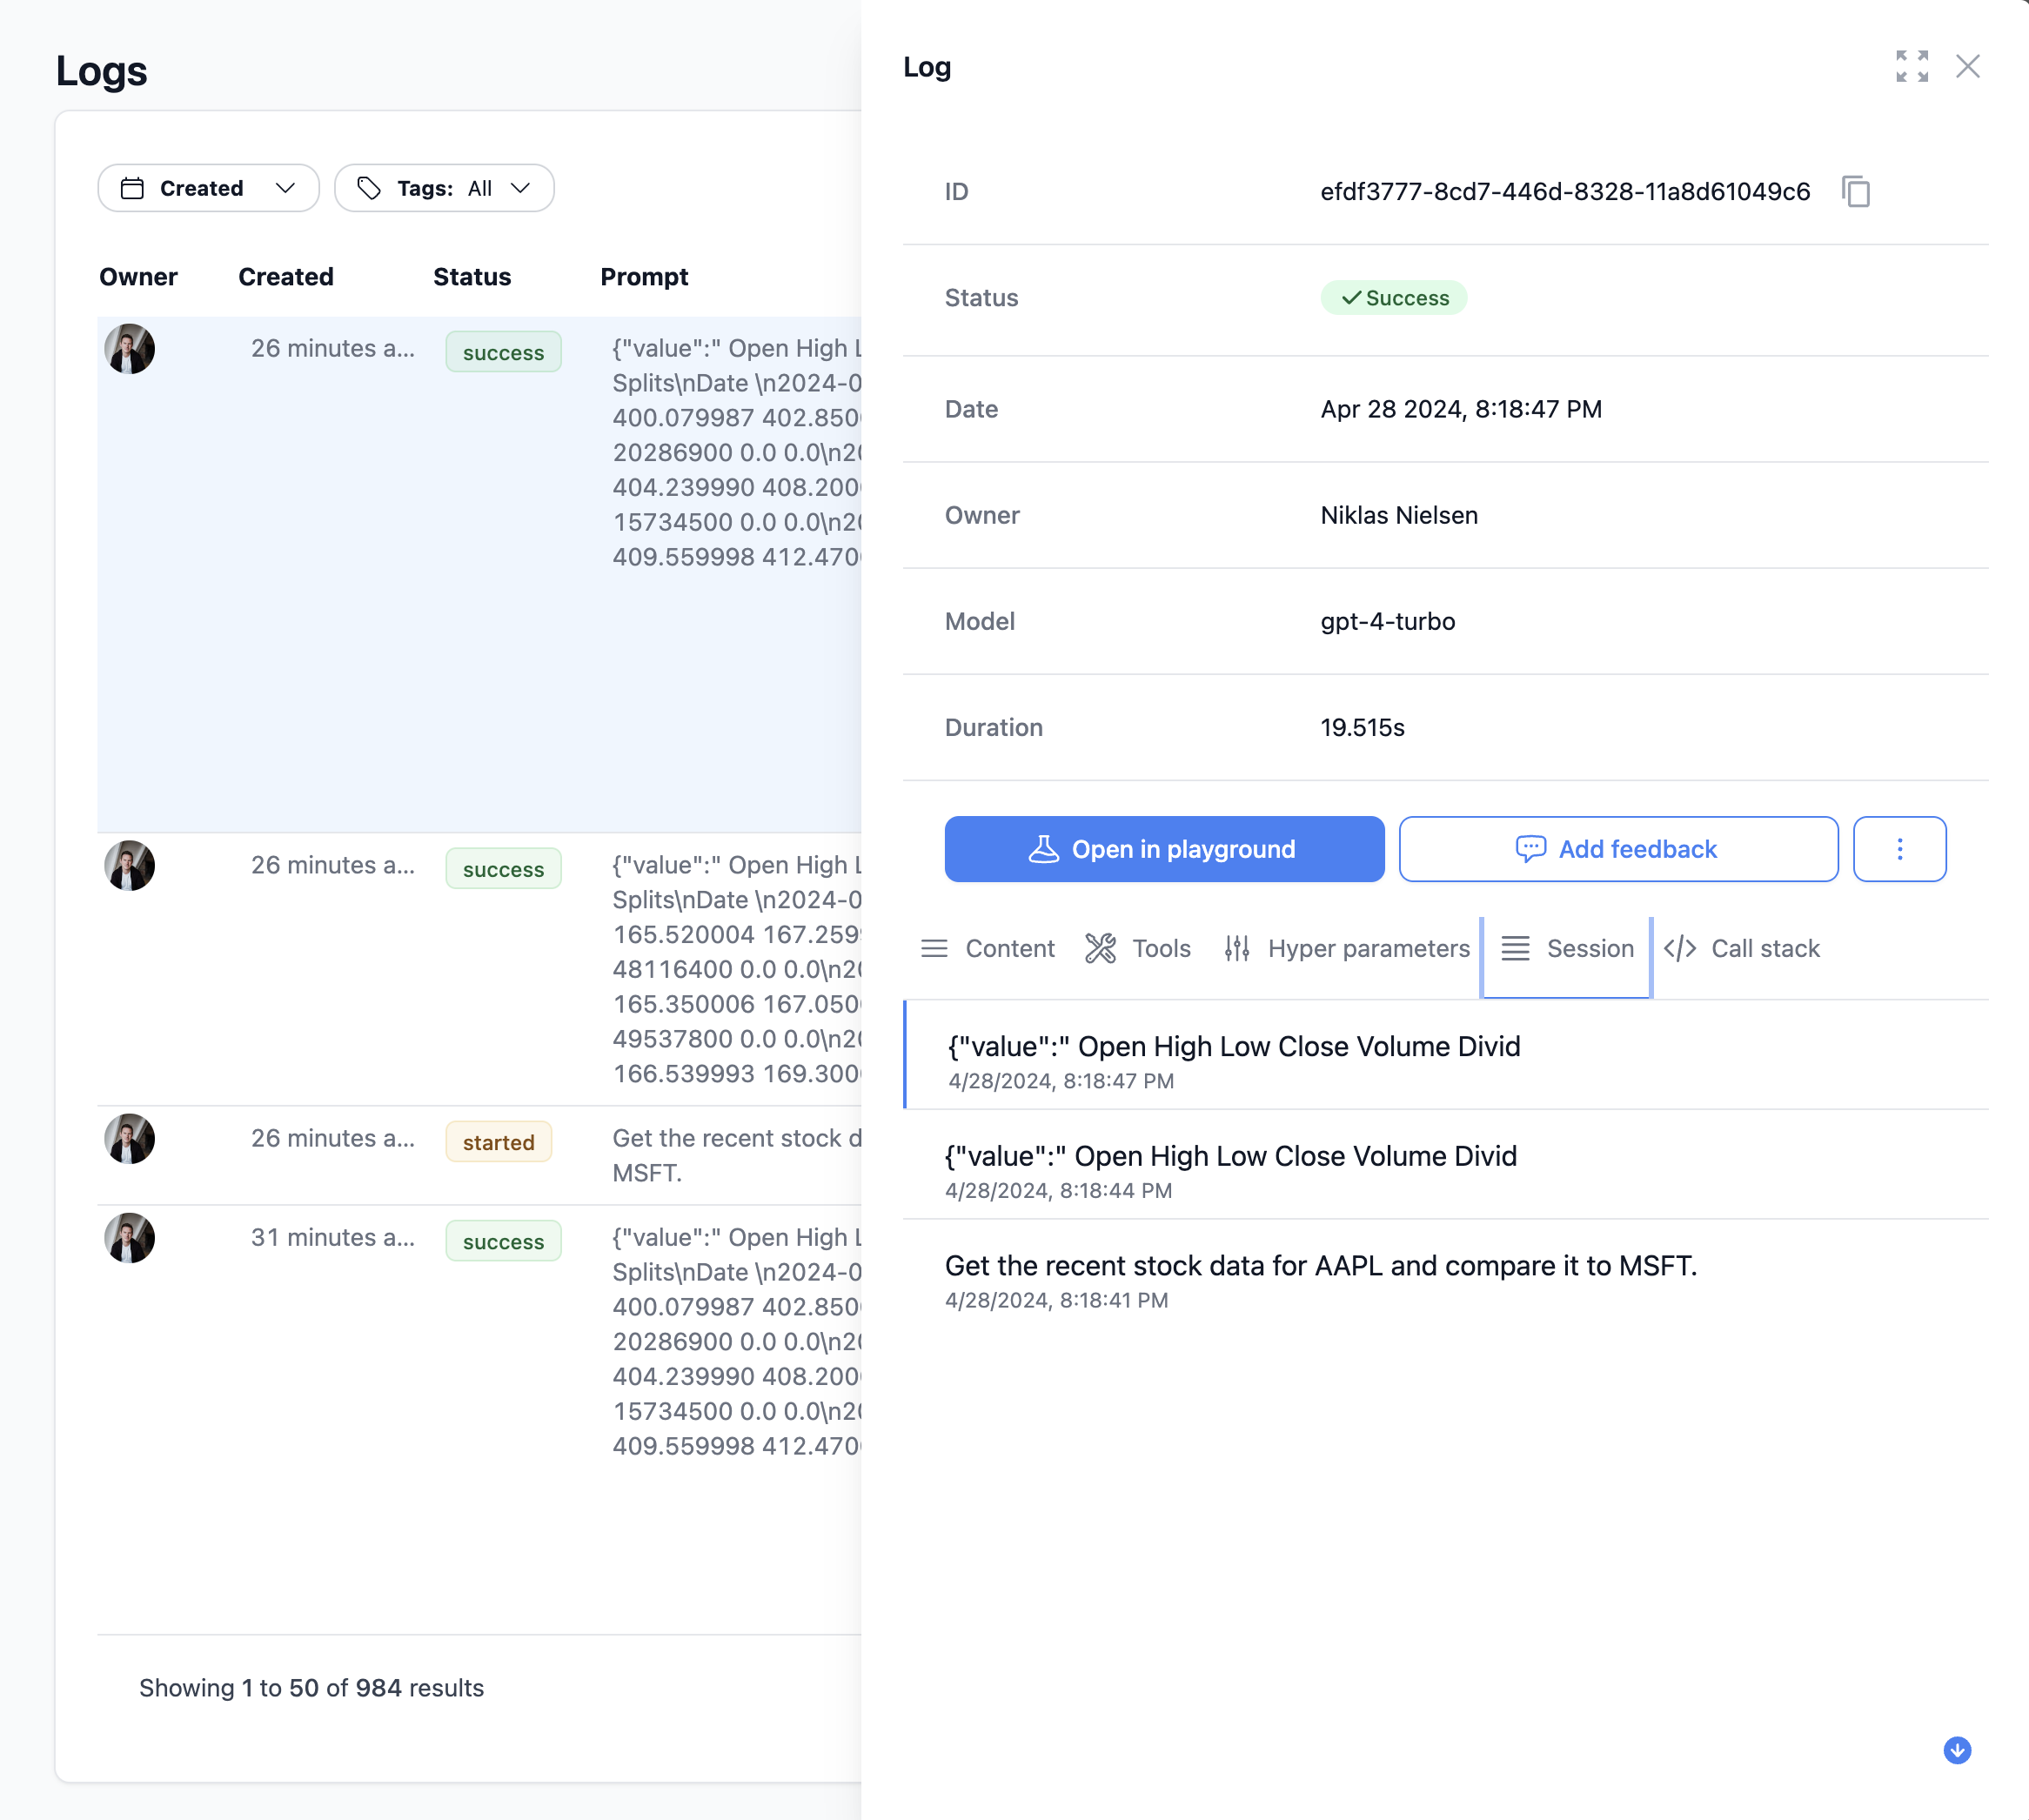 Logs
Created
Tags: All
Owner Created Status Prompt
26 minutes a... success {"value":" Open High L
Splits\nDate \n2024-0
400.079987 402.850
20286900 0.0 0.0\n20
404.239990 408.200
15734500 0.0 0.0\n20
409.559998 412.470
26 minutes a... success {"value":" Open High L
Splits\nDate \n2024-0
165.520004 167.259
48116400 0.0 0.0\n20
165.350006 167.050
49537800 0.0 0.0\n20
166.539993 169.300
26 minutes a... started Get the recent stock d
MSFT.
31 minutes a... success {"value":" Open High L
Splits\nDate \n2024-0
400.079987 402.850
20286900 0.0 0.0\n20
404.239990 408.200
15734500 0.0 0.0\n20
409.559998 412.470
Showing 1 to 50 of 984 results
Log
ID efdf3777-8cd7-446d-8328-11a8d61049c6
Status Success
Date Apr 28 2024, 8:18:47 PM
Owner Niklas Nielsen
Model gpt-4-turbo
Duration 19.515s
Open in playground
Add feedback
Content Tools Hyper parameters Session Call stack
{"value":" Open High Low Close Volume Divid
4/28/2024, 8:18:47 PM
{"value":" Open High Low Close Volume Divid
4/28/2024, 8:18:44 PM
Get the recent stock data for AAPL and compare it to MSFT.
4/28/2024, 8:18:41 PM